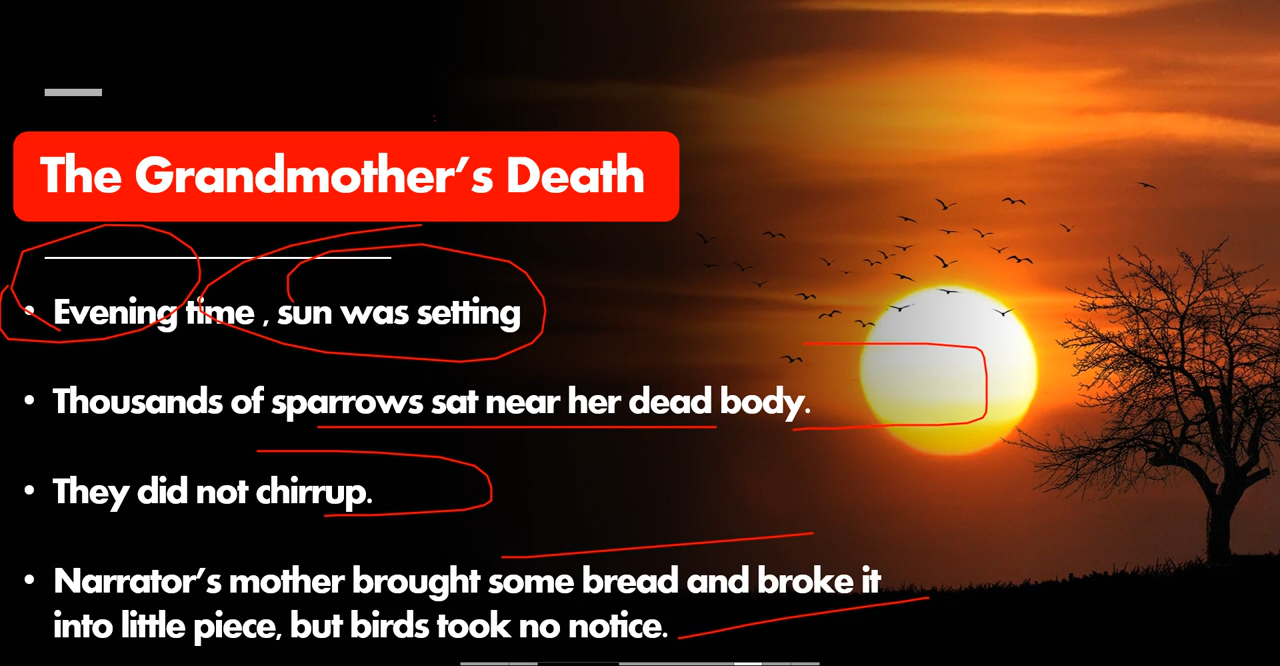 The Grandmother's Death
• Evening time , sun was setting
• Thousands of sparrows sat near her dead body.
• They did not chirrup.
• Narrator's mother brought some bread and broke it
into little piece, but birds took no notice.